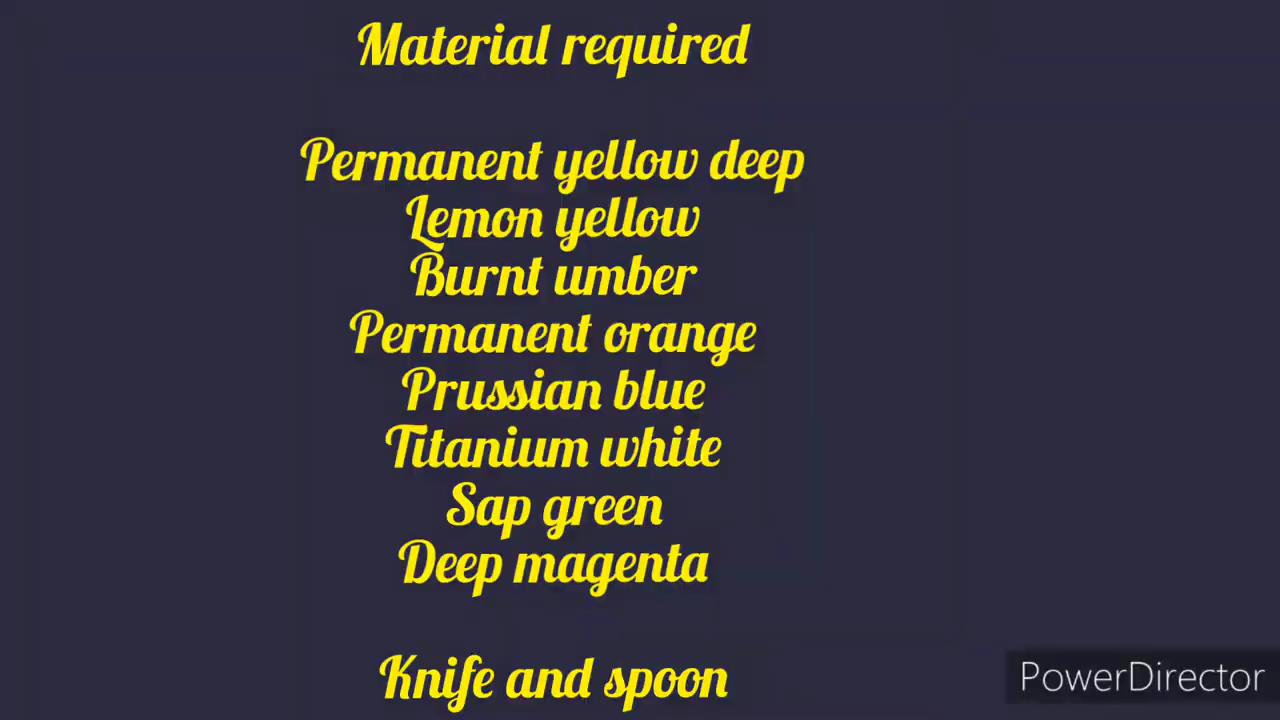 Material required
Permanent yellow deep
Lemon yellow
Burnt umber
Permanent orange
Prussian blue
Titanium white
Sap green
Deep magenta
Knife and spoon
PowerDirector